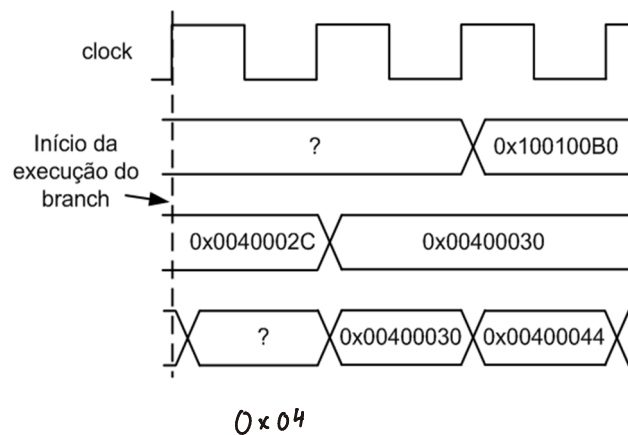 clock
Início da
execução do
branch
? 0x100100B0
0x0040002C 0x00400030
? 0x00400030 0x00400044
0x04